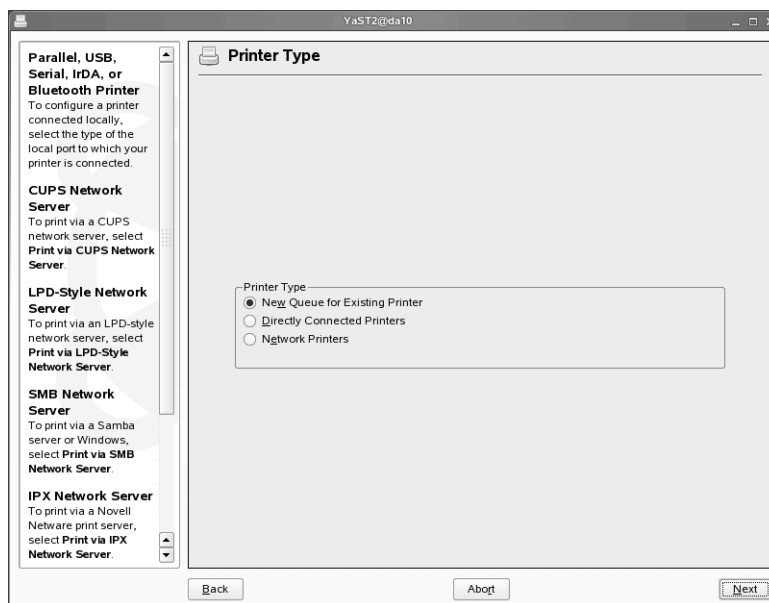 YaST2@da10
Parallel, USB,
Serial, IrDA, or
Bluetooth Printer
To configure a printer
connected locally,
select the type of the
local port to which your
printer is connected.
CUPS Network
Server
To print via a CUPS
network server, select
Print via CUPS Network
Server.
LPD-Style Network
Server
To print via an LPD-style
network server, select
Print via LPD-Style
Network Server.
SMB Network
Server
To print via a Samba
server or Windows,
select Print via SMB
Network Server.
IPX Network Server
To print via a Novell
Netware print server,
select Print via IPX
Network Server.
Printer Type
Printer Type
New Queue for Existing Printer
Directly Connected Printers
Network Printers
Back
Abort
Next